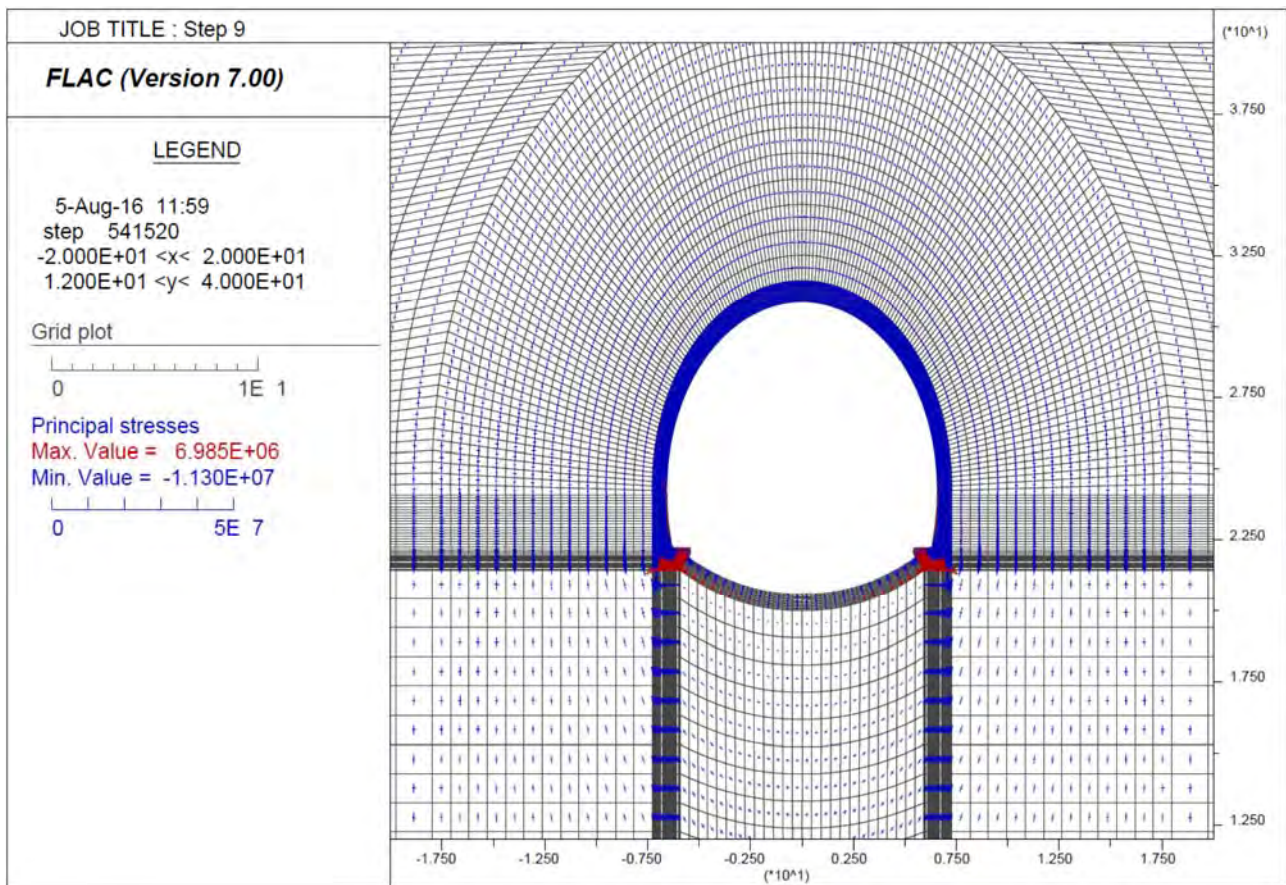 JOB TITLE : Step 9
FLAC (Version 7.00)
LEGEND
5-Aug-16 11:59
step 541520
-2.000E+01 <x< 2.000E+01
1.200E+01 <y< 4.000E+01
Grid plot
0 1E 1
Principal stresses
Max. Value = 6.985E+06
Min. Value = -1.130E+07
0 5E 7
(*10^1)
3.750
3.250
2.750
2.250
1.750
1.250
-1.750 -1.250 -0.750 -0.250 0.250 0.750 1.250 1.750
(*10^1)